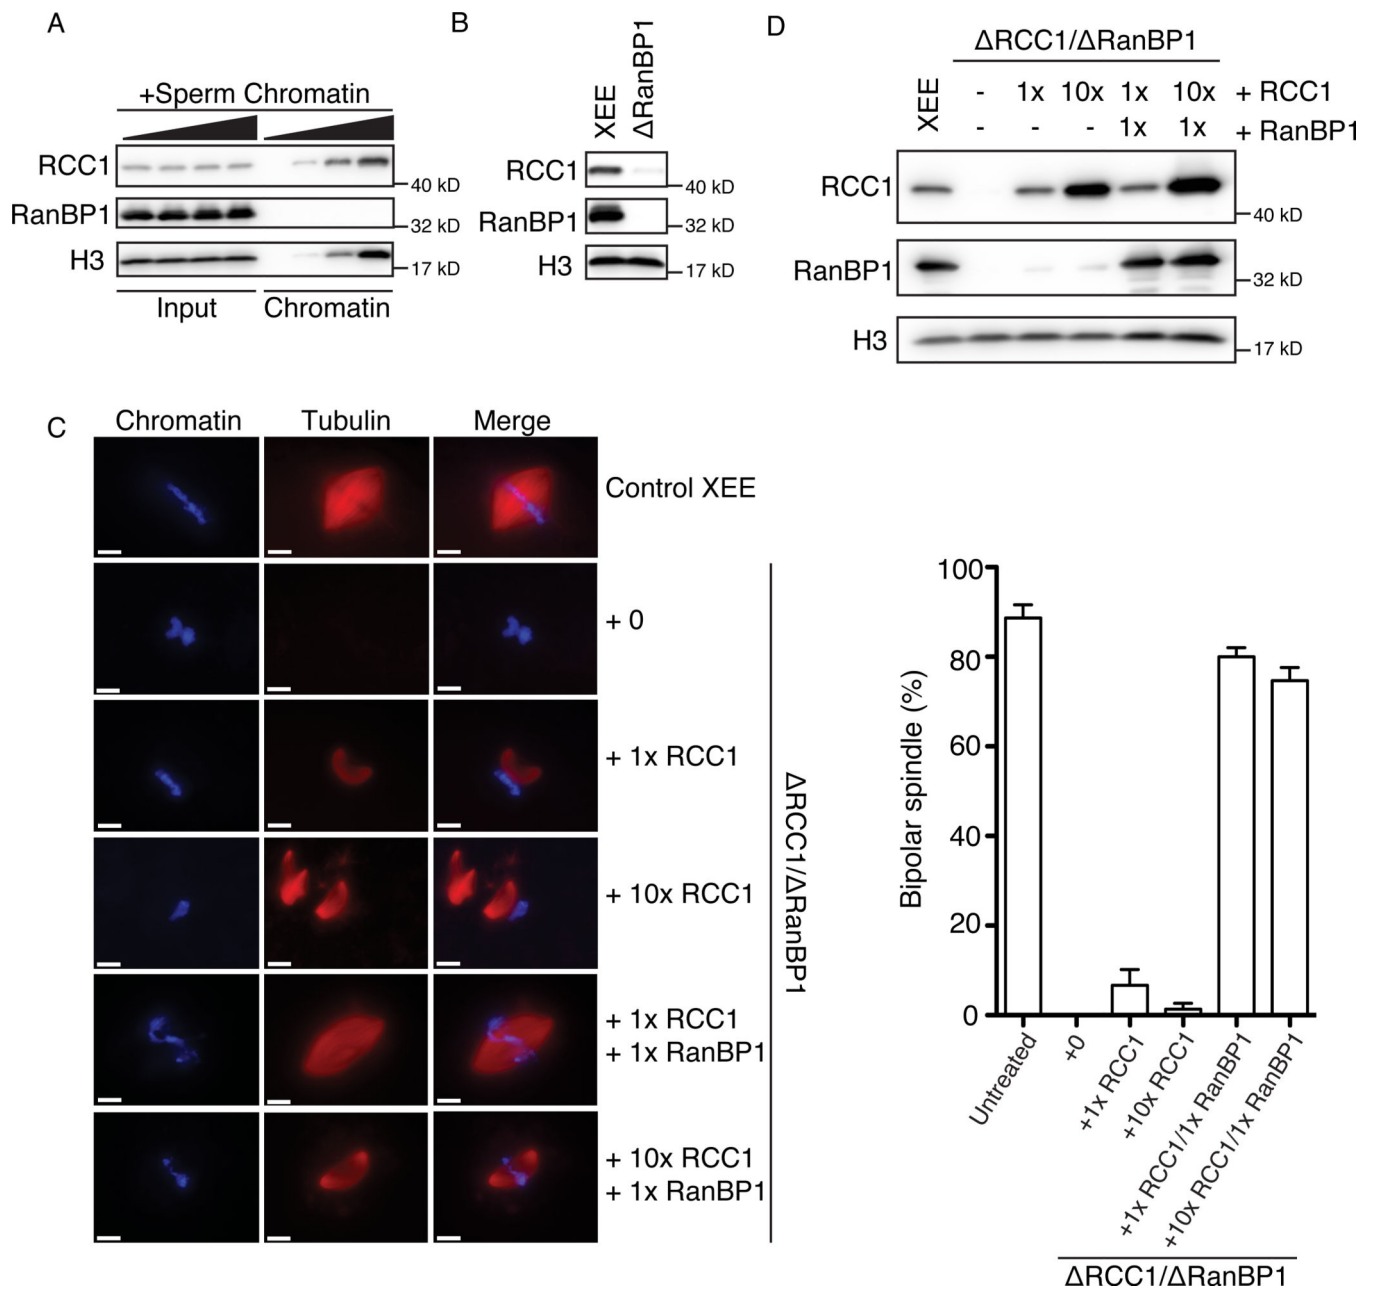 A
+Sperm Chromatin
RCC1
40 kD
RanBP1
32 kD
H3
17 kD
Input
Chromatin
B
XEE
ΔRanBP1
RCC1
40 kD
RanBP1
32 kD
H3
17 kD
D
ΔRCC1/ΔRanBP1
XEE
- 1x 10x 1x 10x + RCC1
- - - 1x 1x + RanBP1
RCC1
40 kD
RanBP1
32 kD
H3
17 kD
C
Chromatin Tubulin Merge
Control XEE
+ 0
+ 1x RCC1
+ 10x RCC1
+ 1x RCC1
+ 1x RanBP1
+ 10x RCC1
+ 1x RanBP1
ΔRCC1/ΔRanBP1
Bipolar spindle (%)
100
80
60
40
20
0
Untreated
+0
+1x RCC1
+10x RCC1
+1x RCC1/1x RanBP1
+10x RCC1/1x RanBP1
ΔRCC1/ΔRanBP1